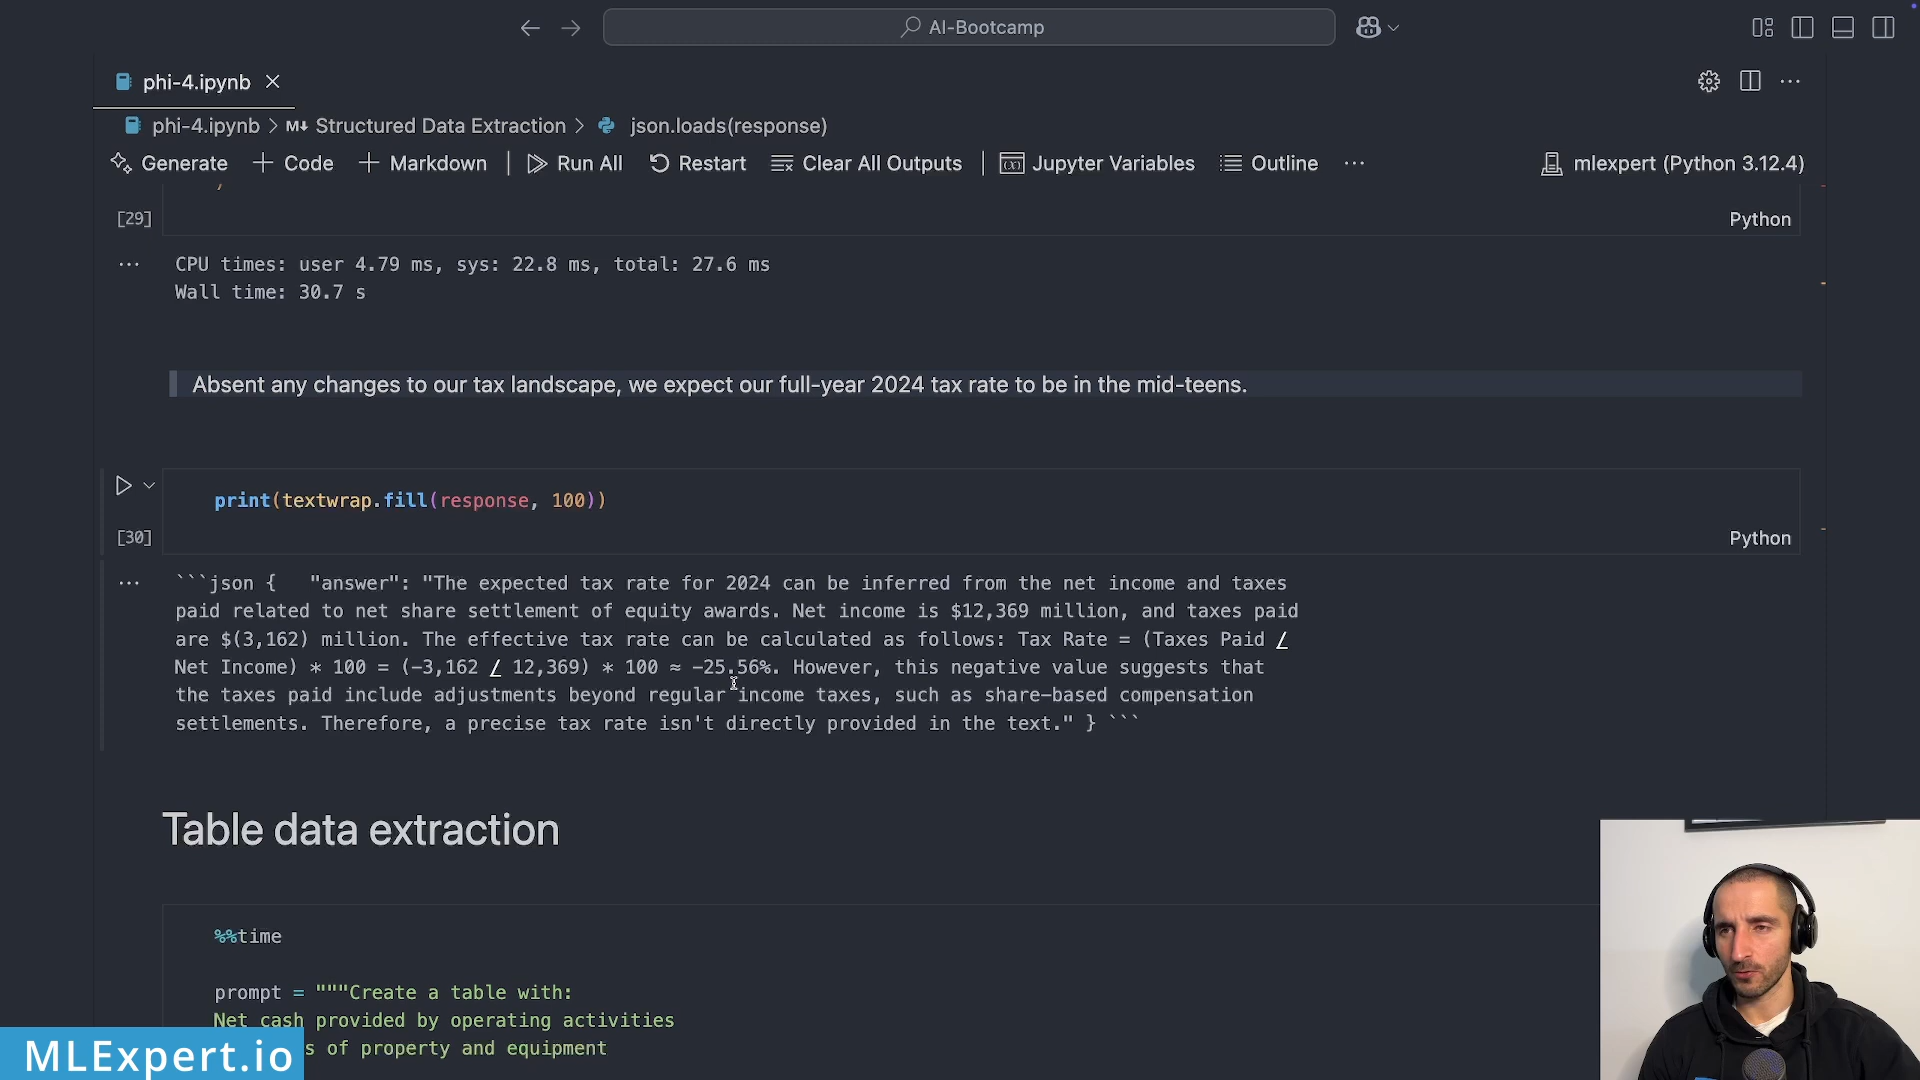 AI-Bootcamp
phi-4.ipynb
phi-4.ipynb > M↓ Structured Data Extraction > json.loads(response)
Generate + Code + Markdown | Run All Restart Clear All Outputs | Jupyter Variables Outline ... mlexpert (Python 3.12.4)
[29]
Python
... CPU times: user 4.79 ms, sys: 22.8 ms, total: 27.6 ms
Wall time: 30.7 s
Absent any changes to our tax landscape, we expect our full-year 2024 tax rate to be in the mid-teens.
print(textwrap.fill(response, 100))
[30]
Python
... ```json {   "answer": "The expected tax rate for 2024 can be inferred from the net income and taxes
paid related to net share settlement of equity awards. Net income is $12,369 million, and taxes paid
are $(3,162) million. The effective tax rate can be calculated as follows: Tax Rate = (Taxes Paid /
Net Income) * 100 = (-3,162 / 12,369) * 100 ≈ -25.56%. However, this negative value suggests that
the taxes paid include adjustments beyond regular income taxes, such as share-based compensation
settlements. Therefore, a precise tax rate isn't directly provided in the text." } ```
Table data extraction
%%time
prompt = """Create a table with:
Net cash provided by operating activities
s of property and equipment
MLExpert.io